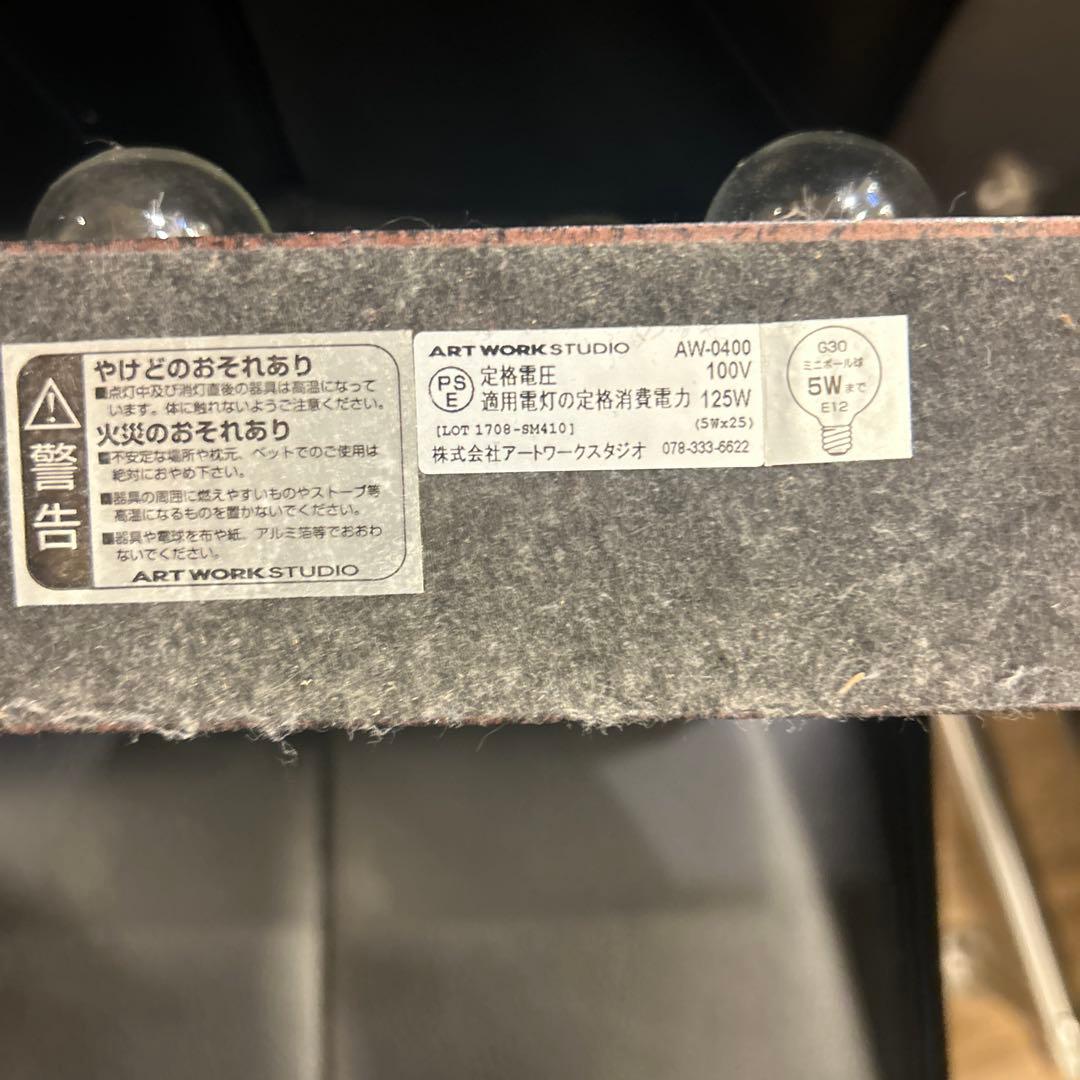 警告
やけどのおそれあり
■点灯中及び消灯直後の器具は高温になって
います。体に触れないようご注意ください。
火災のおそれあり
■不安定な場所や枕元、ベットでのご使用は
絶対におやめ下さい。
■器具の周囲に燃えやすいものやストーブ等
高温になるものを置かないでください。
■器具や電球を布や紙、アルミ箔等でおおわ
ないでください。
ART WORK STUDIO
ART WORK STUDIO AW-0400
PS
E
定格電圧 100V
適用電灯の定格消費電力 125W
[LOT 1708-SM410] (5Wx25)
株式会社アートワークスタジオ 078-333-6622
G30
ミニボール球
5Wまで
E12